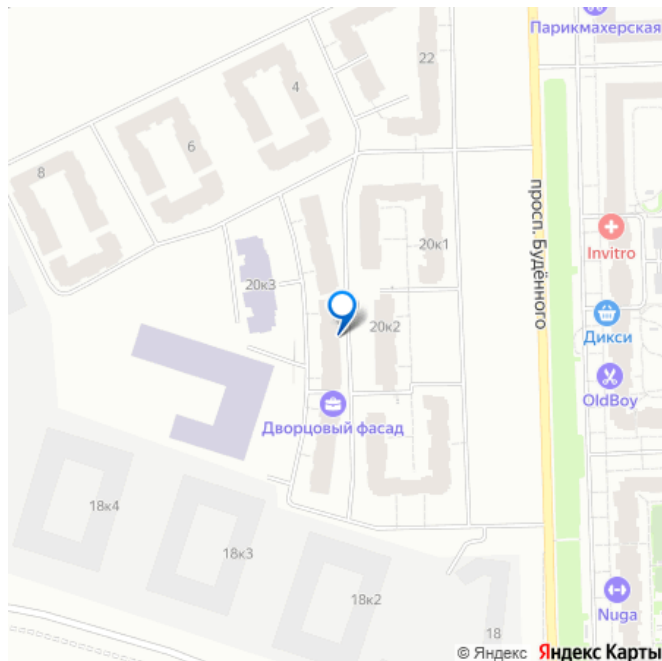 Парикмахерская
22
4
6
8
20к1
Invitro
20к3
просп. Будённого
20к2
Дикси
OldBoy
Дворцовый фасад
18к4
18к3
18к2
Nuga
18
© Яндекс Яндекс Карты